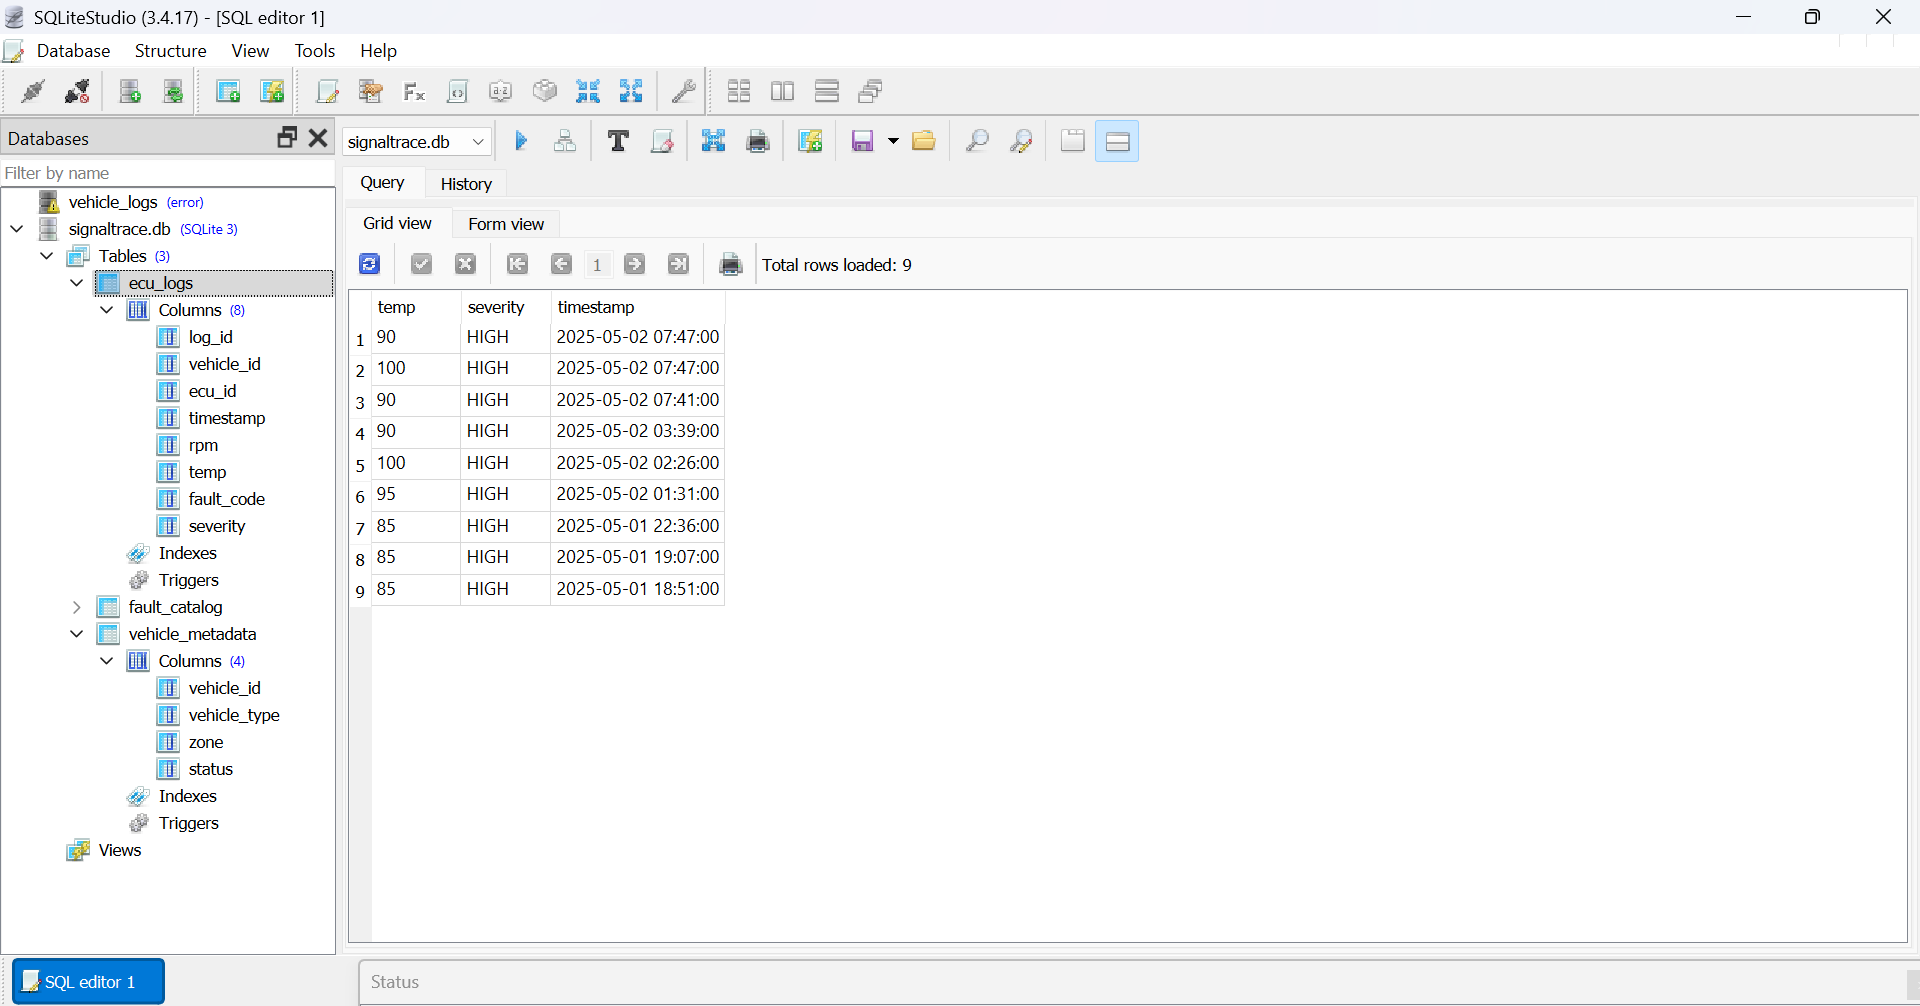 SQLiteStudio (3.4.17) - [SQL editor 1]
Database Structure View Tools Help
Databases
signaltrace.db
Filter by name
Query History
vehicle_logs (error)
signaltrace.db (SQLite 3)
Tables (3)
ecu_logs
Columns (8)
log_id
vehicle_id
ecu_id
timestamp
rpm
temp
fault_code
severity
Indexes
Triggers
fault_catalog
vehicle_metadata
Columns (4)
vehicle_id
vehicle_type
zone
status
Indexes
Triggers
Views
Grid view Form view
1 Total rows loaded: 9
temp severity timestamp
1 90 HIGH 2025-05-02 07:47:00
2 100 HIGH 2025-05-02 07:47:00
3 90 HIGH 2025-05-02 07:41:00
4 90 HIGH 2025-05-02 03:39:00
5 100 HIGH 2025-05-02 02:26:00
6 95 HIGH 2025-05-02 01:31:00
7 85 HIGH 2025-05-01 22:36:00
8 85 HIGH 2025-05-01 19:07:00
9 85 HIGH 2025-05-01 18:51:00
SQL editor 1
Status